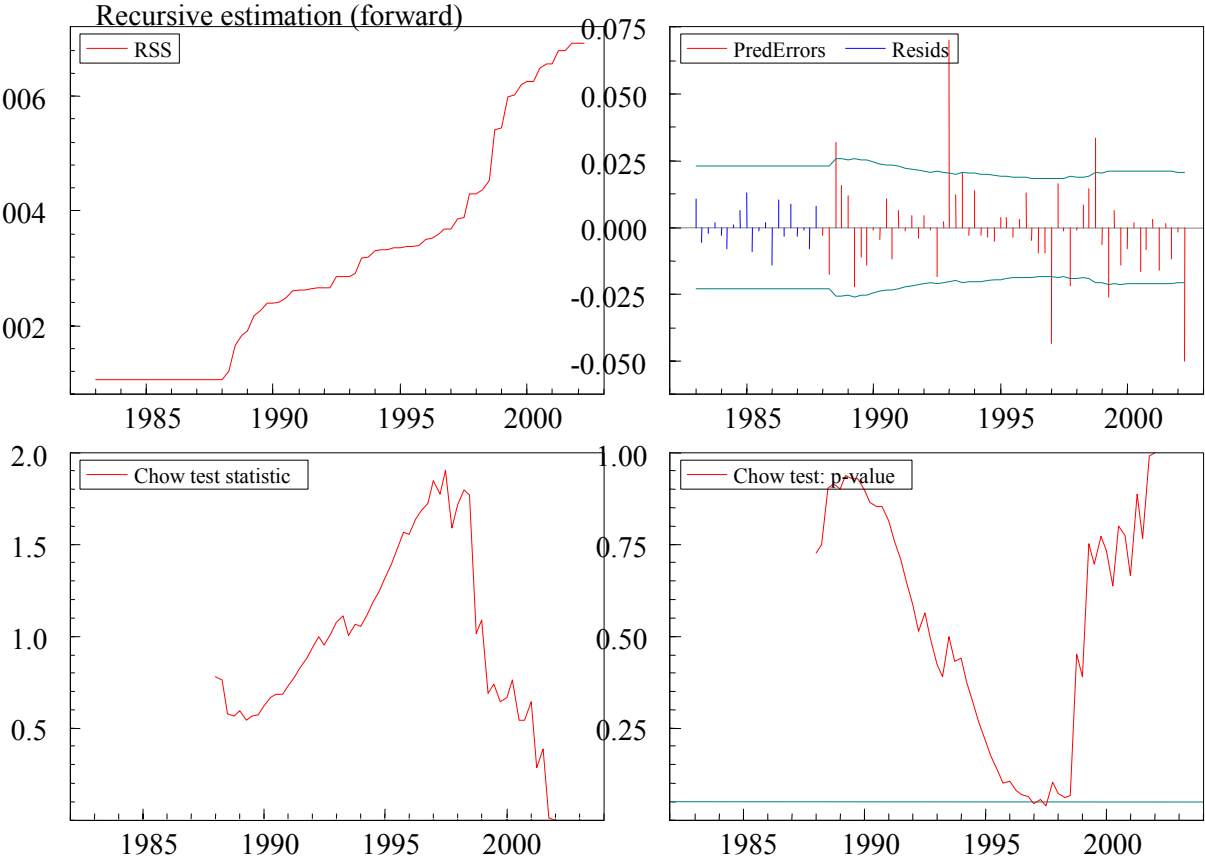 Recursive estimation (forward)
RSS
006
004
002
1985 1990 1995 2000
PredErrors Resids
0.075
0.050
0.025
0.000
-0.025
-0.050
1985 1990 1995 2000
Chow test statistic
2.0
1.5
1.0
0.5
1985 1990 1995 2000
Chow test: p-value
1.00
0.75
0.50
0.25
1985 1990 1995 2000